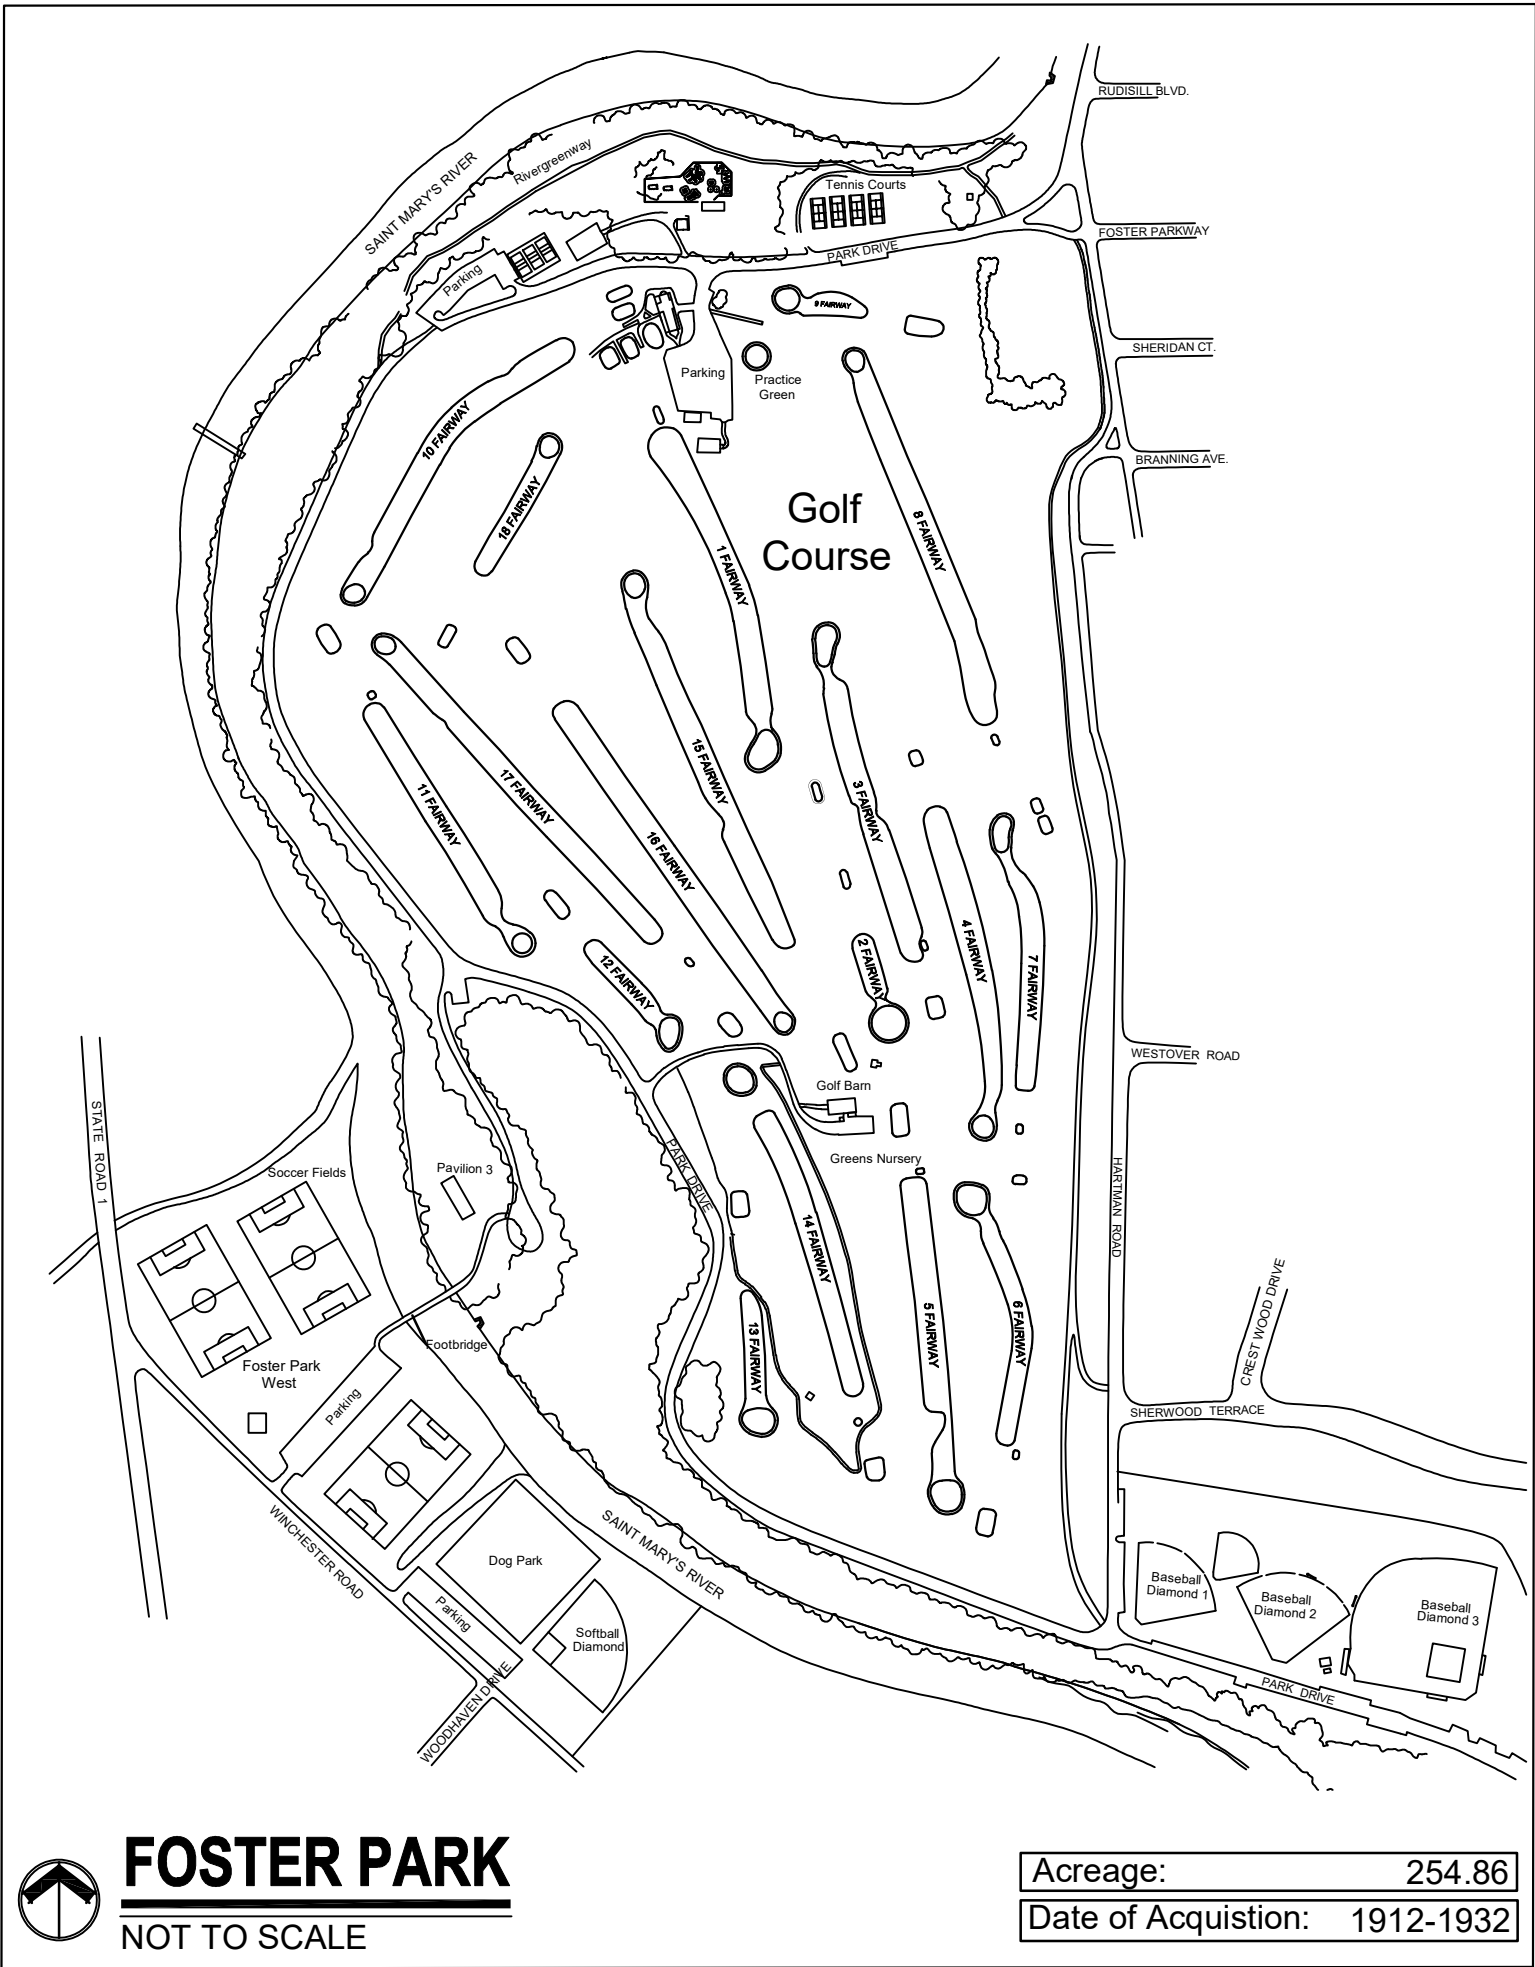 RUDISILL BLVD.
SAINT MARY'S RIVER
Rivergreenway
Tennis Courts
FOSTER PARKWAY
PARK DRIVE
Parking
9 FAIRWAY
SHERIDAN CT.
Parking
Practice
Green
10 FAIRWAY
BRANNING AVE.
18 FAIRWAY
Golf
Course
8 FAIRWAY
1 FAIRWAY
15 FAIRWAY
17 FAIRWAY
11 FAIRWAY
3 FAIRWAY
16 FAIRWAY
4 FAIRWAY
2 FAIRWAY
7 FAIRWAY
12 FAIRWAY
WESTOVER ROAD
Golf Barn
STATE ROAD 1
Greens Nursery
Soccer Fields
Pavilion 3
PARK DRIVE
HARTMAN ROAD
14 FAIRWAY
CREST WOOD DRIVE
5 FAIRWAY
6 FAIRWAY
13 FAIRWAY
Footbridge
Foster Park
West
Parking
SHERWOOD TERRACE
WINCHESTER ROAD
SAINT MARY'S RIVER
Dog Park
Baseball
Diamond 1
Baseball
Diamond 2
Baseball
Diamond 3
Parking
Softball
Diamond
WOODHAVEN DRIVE
PARK DRIVE
FOSTER PARK
NOT TO SCALE
Acreage: 254.86
Date of Acquistion: 1912-1932